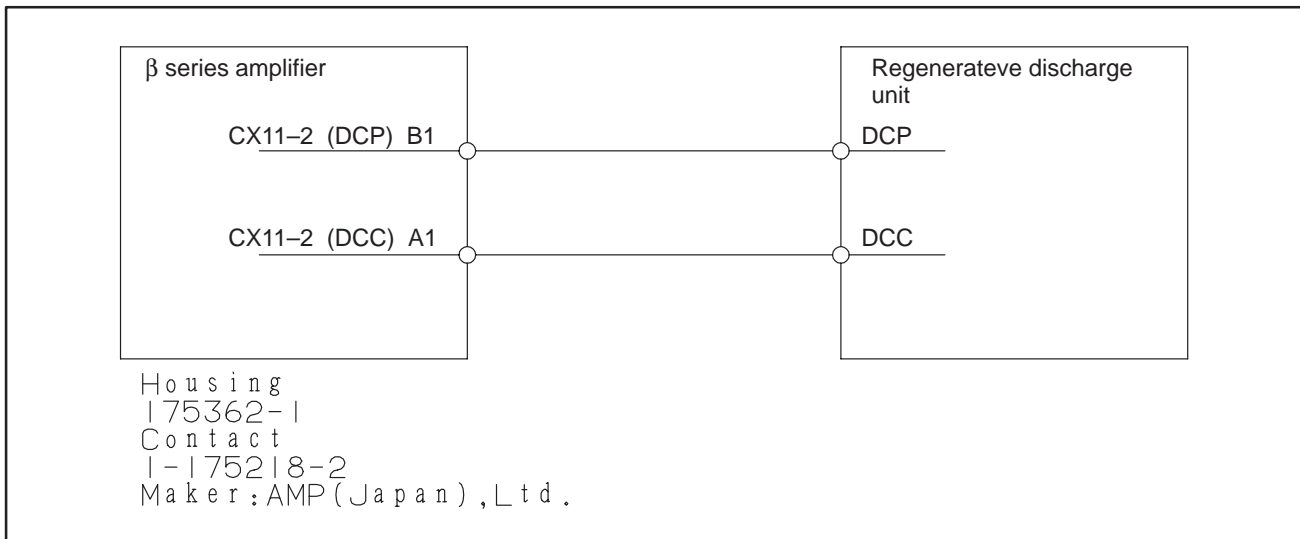 β series amplifier
Regenerateve discharge
unit
CX11–2 (DCP) B1
DCP
CX11–2 (DCC) A1
DCC
Housing
175362-1
Contact
1-175218-2
Maker:AMP(Japan),Ltd.